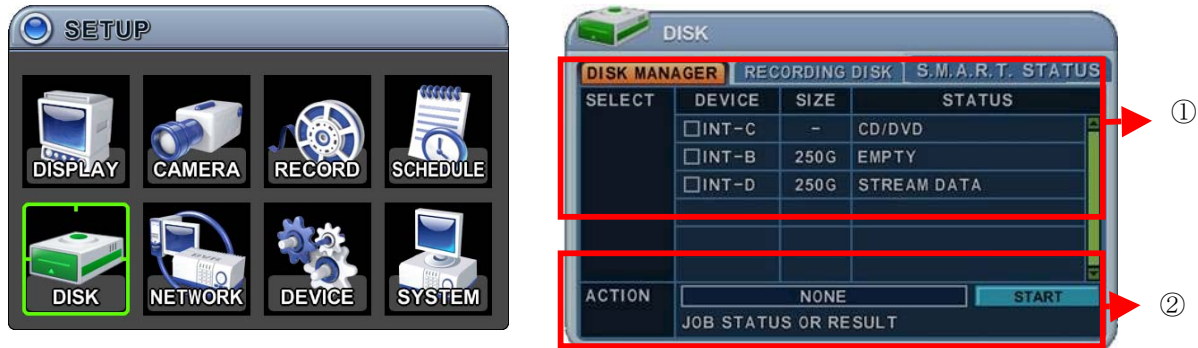 SETUP
DISPLAY CAMERA RECORD SCHEDULE
DISK NETWORK DEVICE SYSTEM
DISK
DISK MANAGER RECORDING DISK S.M.A.R.T. STATUS
SELECT DEVICE SIZE STATUS
INT-C - CD/DVD
INT-B 250G EMPTY
INT-D 250G STREAM DATA
ACTION NONE START
JOB STATUS OR RESULT
①
②